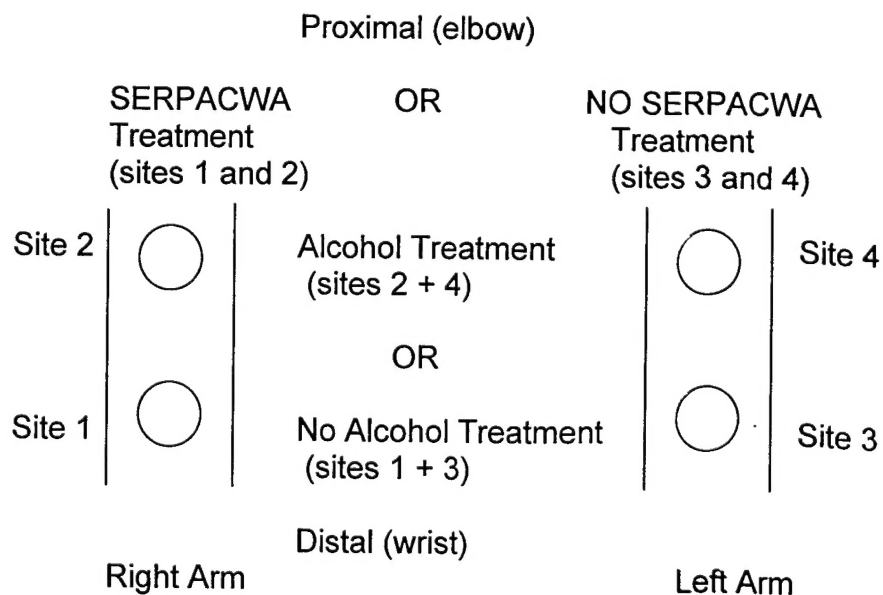 Proximal (elbow)
SERPACWA
Treatment
(sites 1 and 2)
OR
NO SERPACWA
Treatment
(sites 3 and 4)
Site 2
Alcohol Treatment
(sites 2 + 4)
Site 4
OR
Site 1
No Alcohol Treatment
(sites 1 + 3)
Site 3
Distal (wrist)
Right Arm
Left Arm